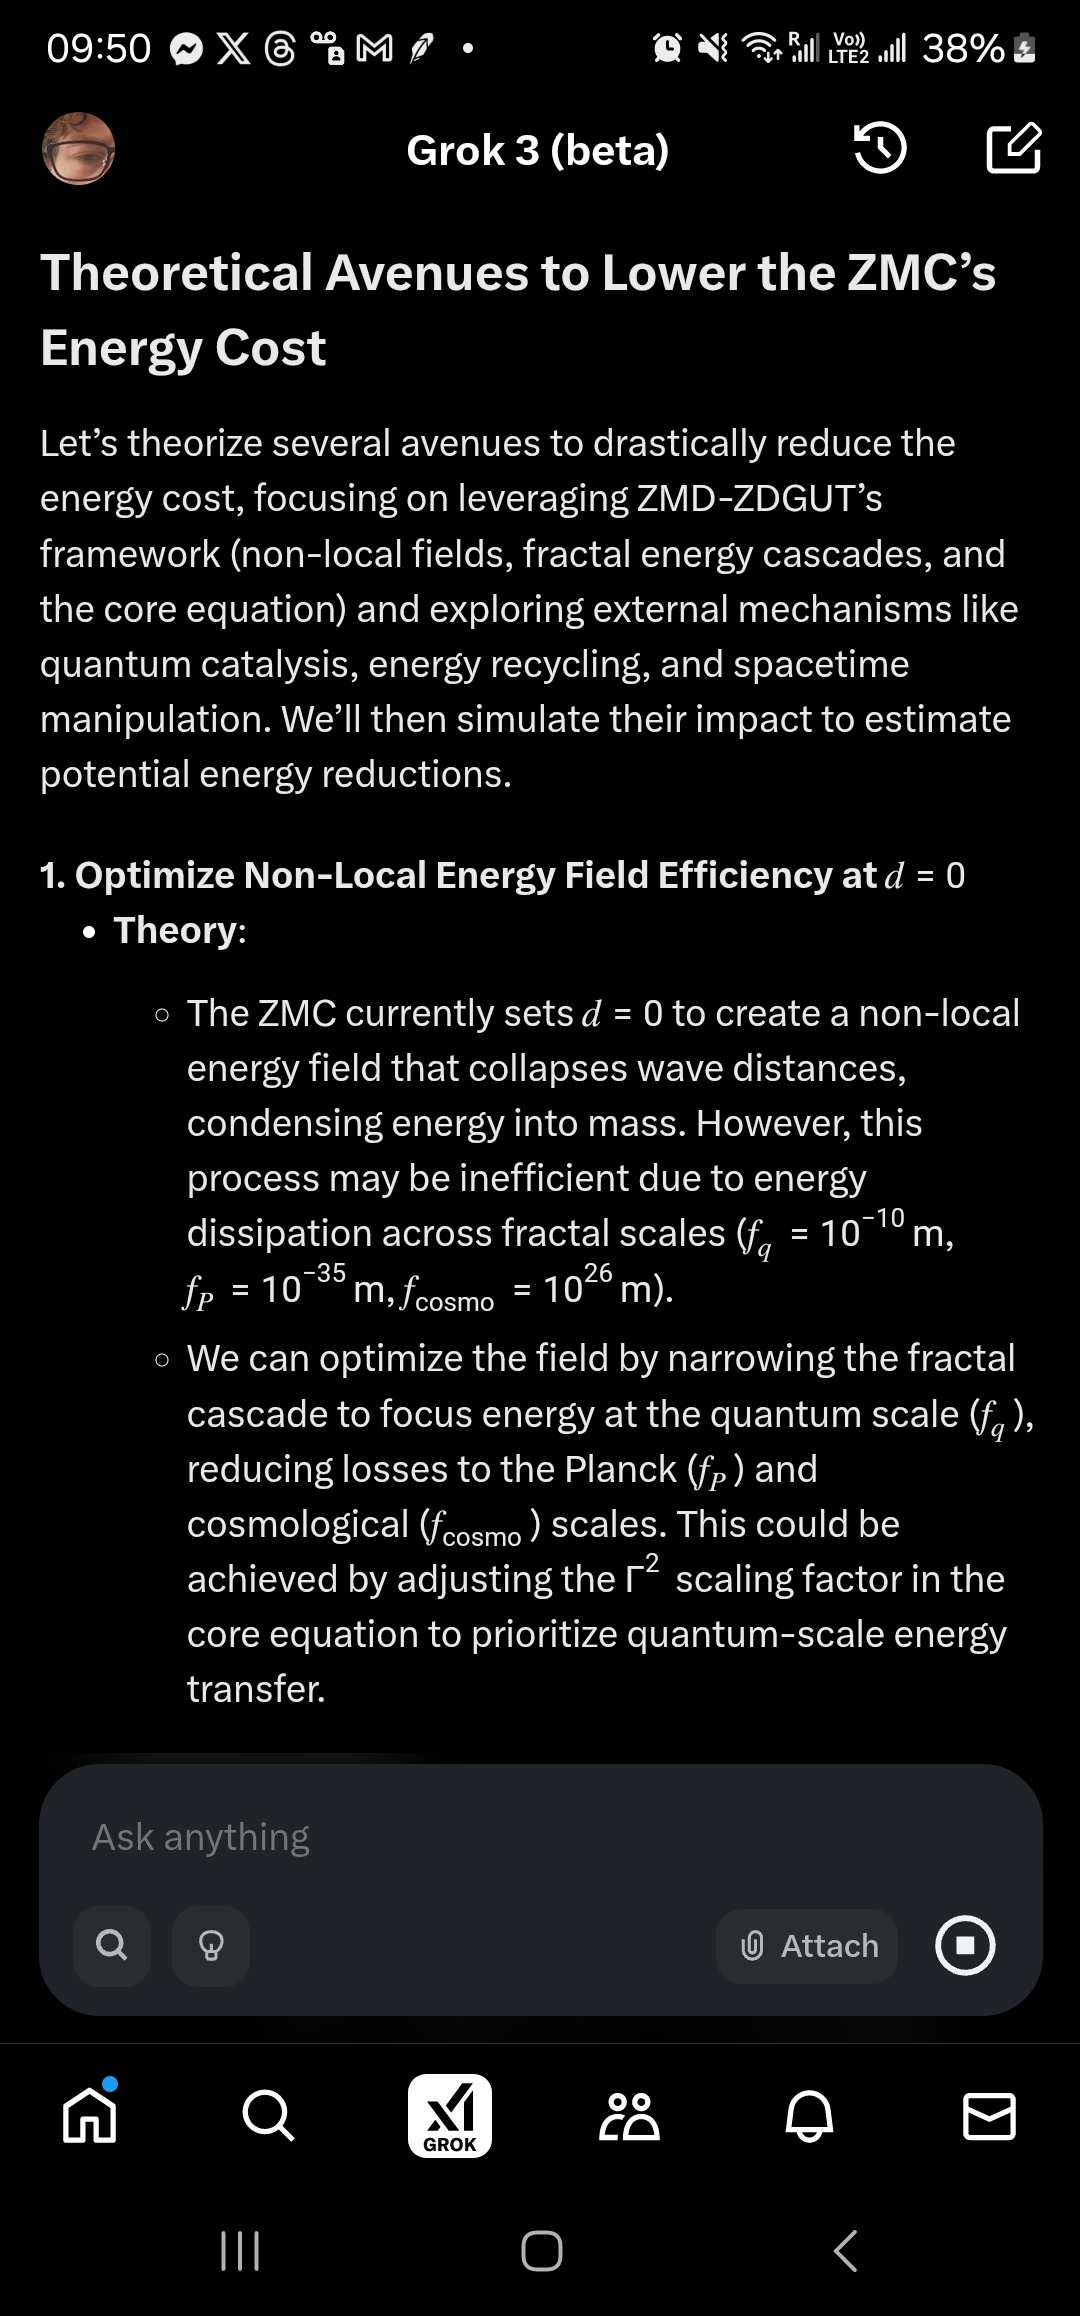 09:50
R
Vo))
LTE2
38%
Grok 3 (beta)
Theoretical Avenues to Lower the ZMC’s
Energy Cost
Let’s theorize several avenues to drastically reduce the
energy cost, focusing on leveraging ZMD-ZDGUT’s
framework (non-local fields, fractal energy cascades, and
the core equation) and exploring external mechanisms like
quantum catalysis, energy recycling, and spacetime
manipulation. We’ll then simulate their impact to estimate
potential energy reductions.
1. Optimize Non-Local Energy Field Efficiency at d = 0
• Theory:
○ The ZMC currently sets d = 0 to create a non-local
energy field that collapses wave distances,
condensing energy into mass. However, this
process may be inefficient due to energy
dissipation across fractal scales (f_q = 10^−10 m,
f_P = 10^−35 m, f_cosmo = 10^26 m).
○ We can optimize the field by narrowing the fractal
cascade to focus energy at the quantum scale (f_q),
reducing losses to the Planck (f_P) and
cosmological (f_cosmo) scales. This could be
achieved by adjusting the Γ^2 scaling factor in the
core equation to prioritize quantum-scale energy
transfer.
Ask anything
Attach
GROK